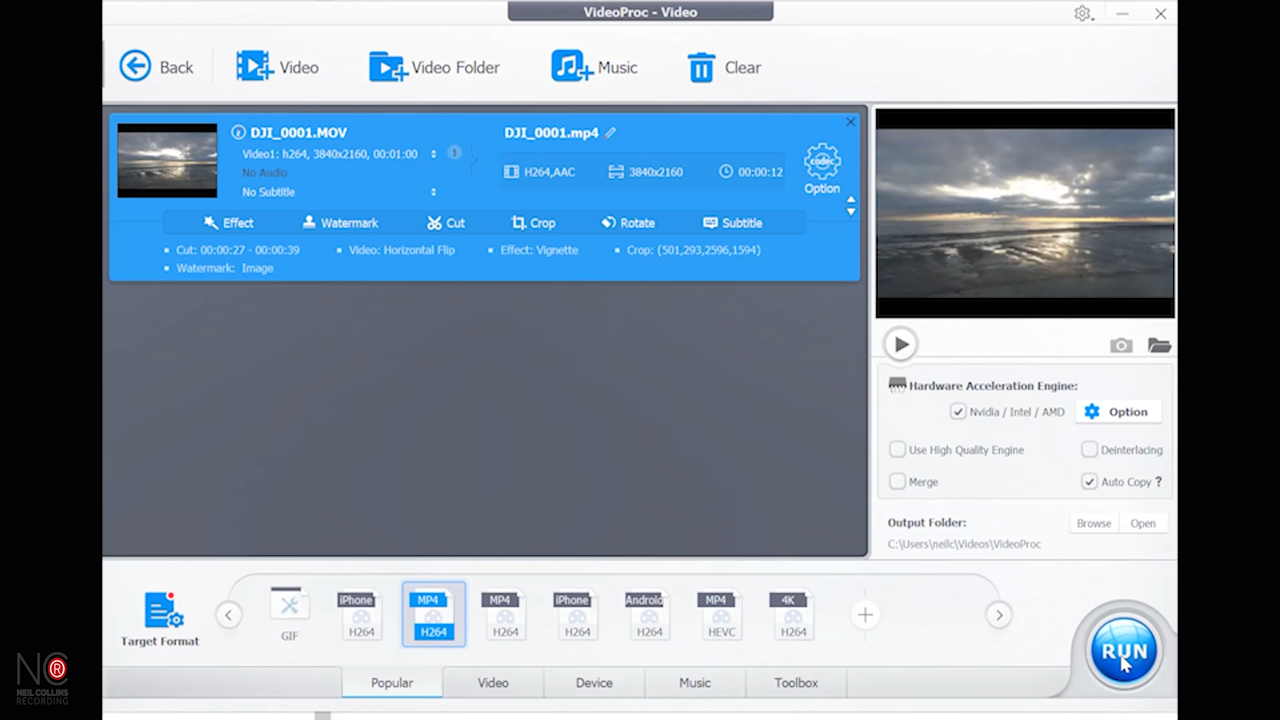 VideoProc - Video
Back
Video
Video Folder
Music
Clear
DJI_0001.MOV
Video1: h264, 3840x2160, 00:01:00
1
No Audio
No Subtitle
DJI_0001.mp4
H264,AAC
3840x2160
00:00:12
codec
Option
Effect
Watermark
Cut
Crop
Rotate
Subtitle
Cut: 00:00:27 - 00:00:39
Video: Horizontal Flip
Effect: Vignette
Crop: (501,293,2596,1594)
Watermark: Image
Hardware Acceleration Engine:
Nvidia / Intel / AMD
Option
Use High Quality Engine
Deinterlacing
Merge
Auto Copy ?
Output Folder:
Browse
Open
C:\Users\neilc\Videos\VideoProc
Target Format
GIF
iPhone
H264
MP4
H264
MP4
H264
iPhone
H264
Android
H264
MP4
HEVC
4K
H264
RUN
Popular
Video
Device
Music
Toolbox
NC®
NEIL COLLINS
RECORDING